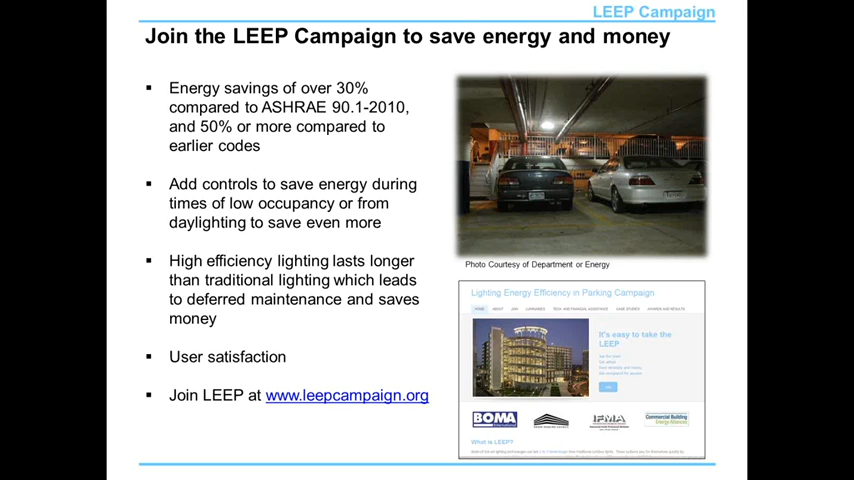 LEEP Campaign
Join the LEEP Campaign to save energy and money
▪ Energy savings of over 30%
compared to ASHRAE 90.1-2010,
and 50% or more compared to
earlier codes
▪ Add controls to save energy during
times of low occupancy or from
daylighting to save even more
▪ High efficiency lighting lasts longer
than traditional lighting which leads
to deferred maintenance and saves
money
▪ User satisfaction
▪ Join LEEP at www.leepcampaign.org
Photo Courtesy of Department or Energy
Lighting Energy Efficiency in Parking Campaign
HOME ABOUT JOIN CASE STUDIES
It's easy to take the
LEEP
BOMA
IFMA
Commercial Building
Energy Alliances
What is LEEP?